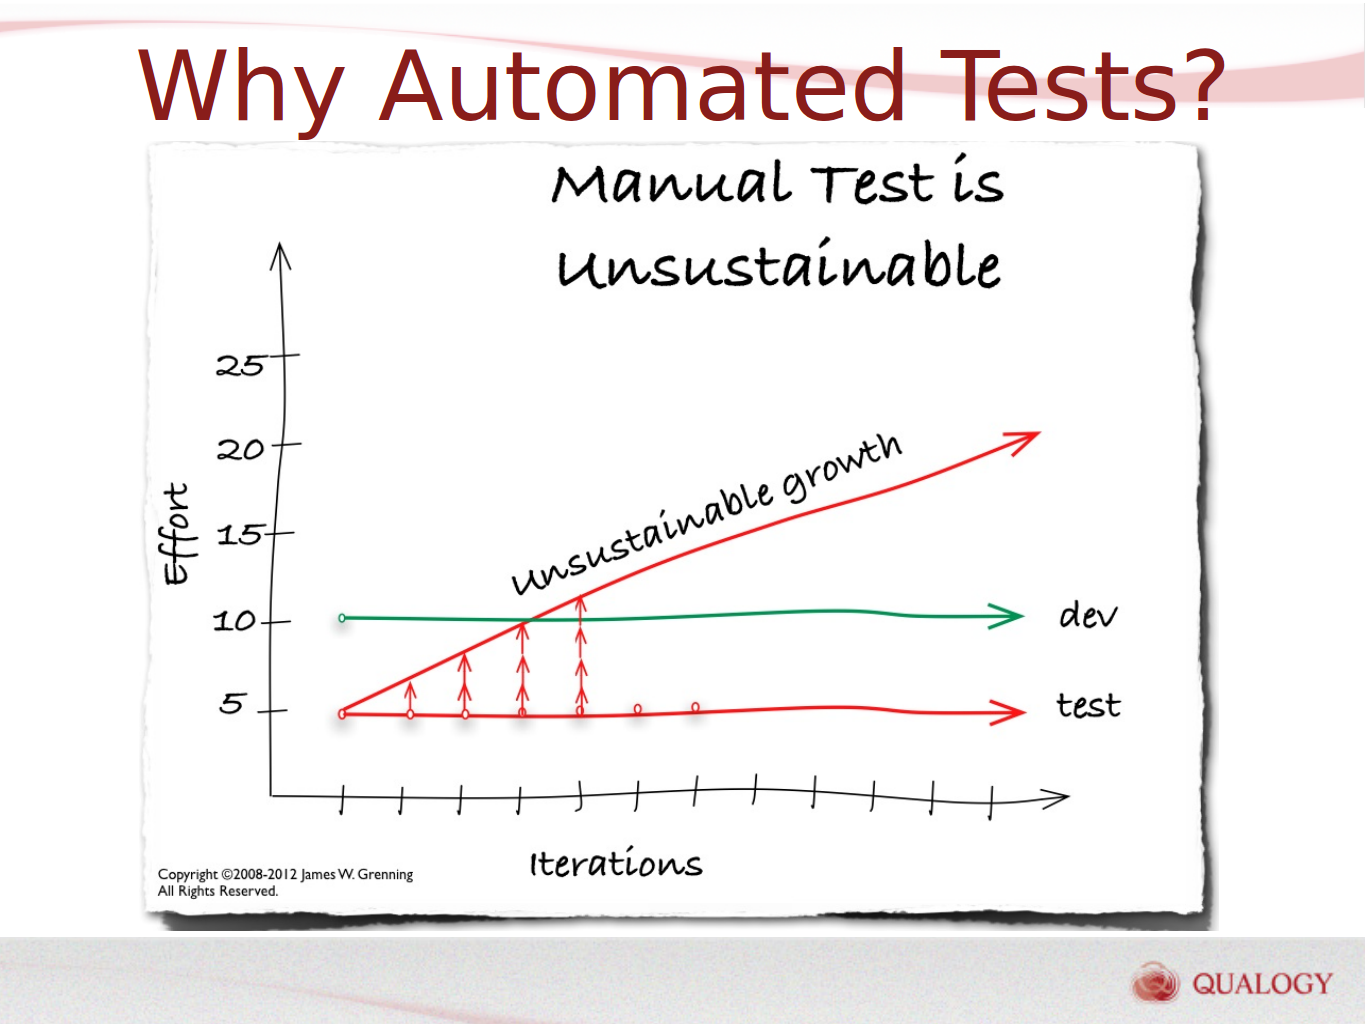 Why Automated Tests?
Manual Test is
Unsustainable
25
20
15
10
5
Effort
Unsustainable growth
dev
test
Iterations
Copyright ©2008-2012 James W. Grenning
All Rights Reserved.
QUALOGY